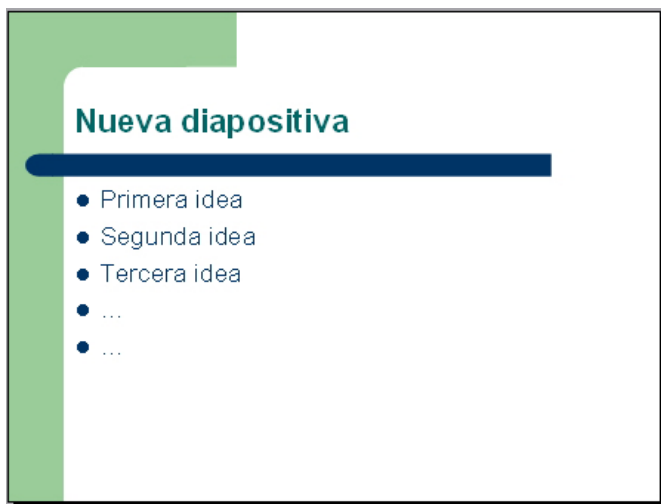 Nueva diapositiva
● Primera idea
● Segunda idea
● Tercera idea
● ...
● ...